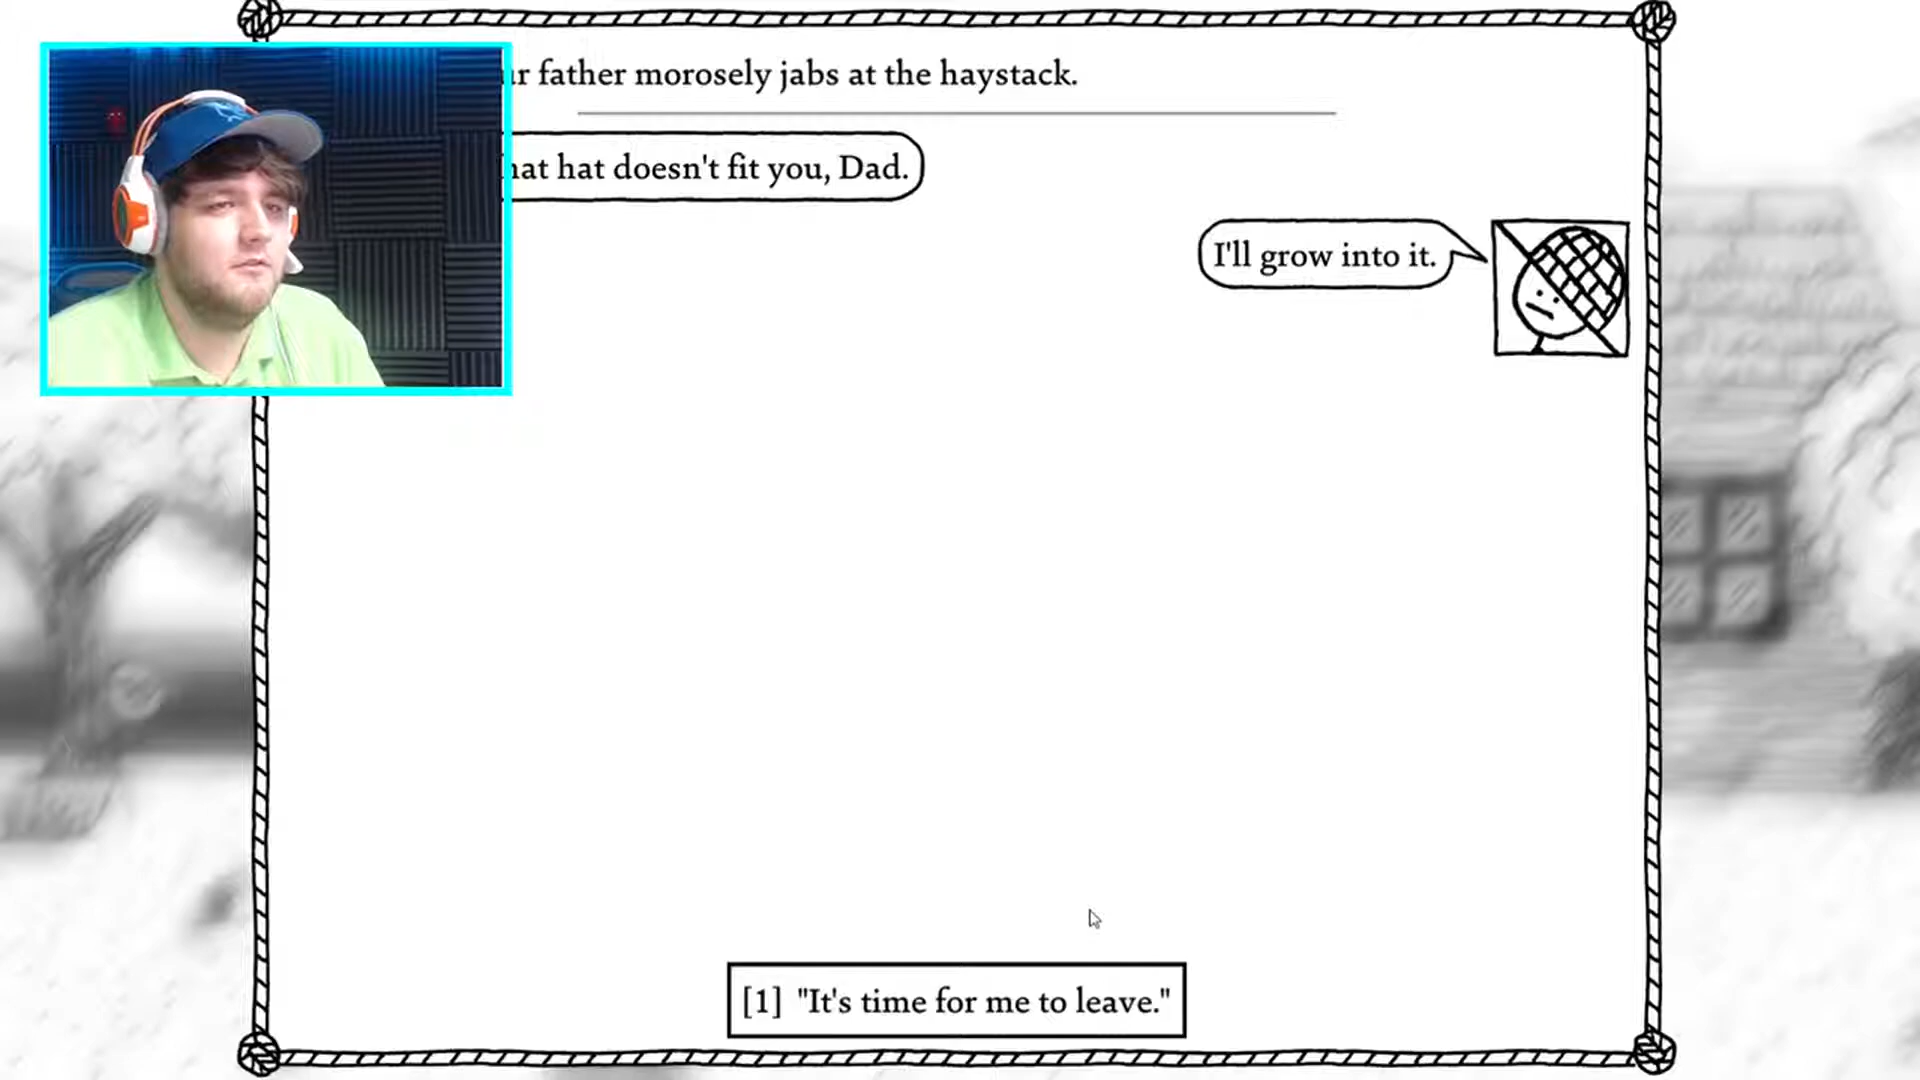 father morosely jabs at the haystack.
hat doesn't fit you, Dad.
I'll grow into it.
[1] "It's time for me to leave."